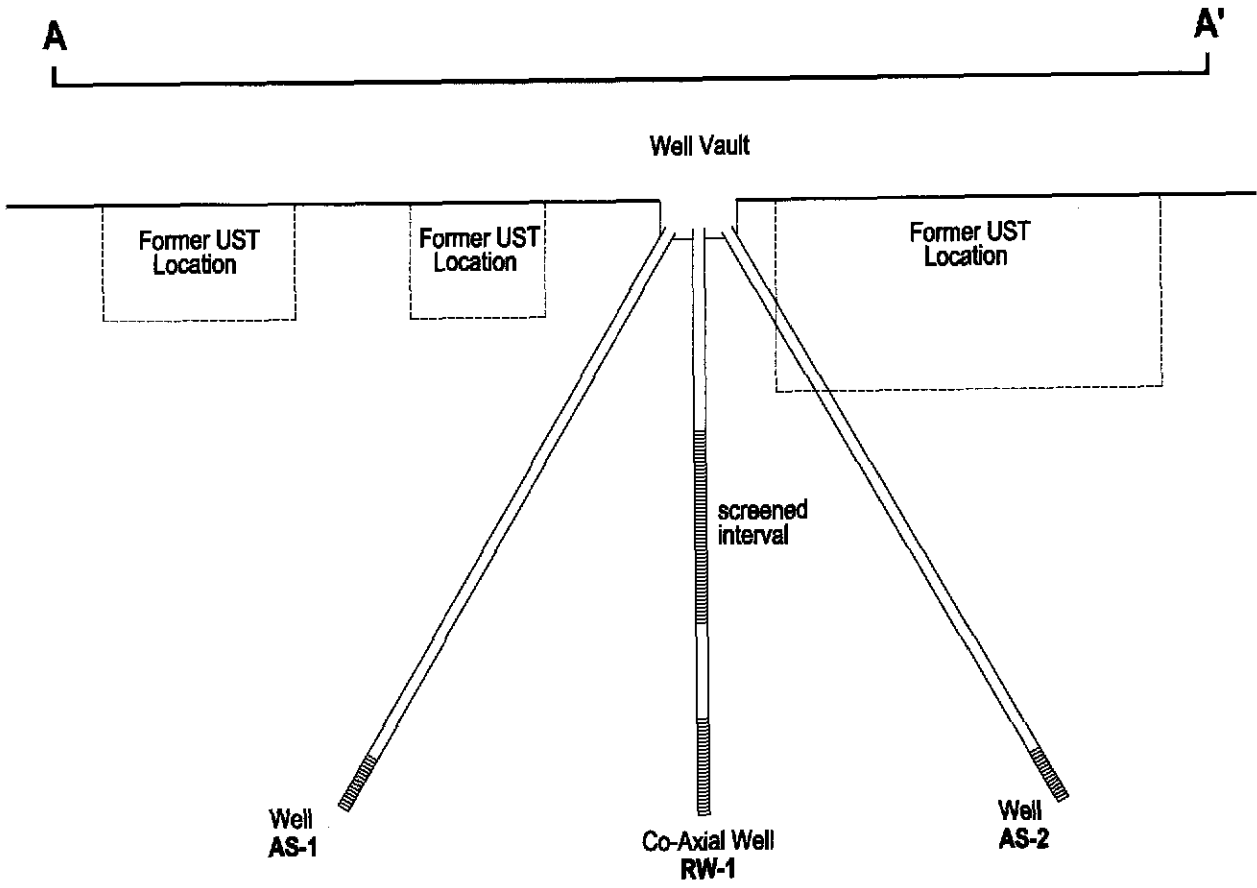 A
A'
Well Vault
Former UST
Location
Former UST
Location
Former UST
Location
screened
interval
Well
AS-1
Co-Axial Well
RW-1
Well
AS-2